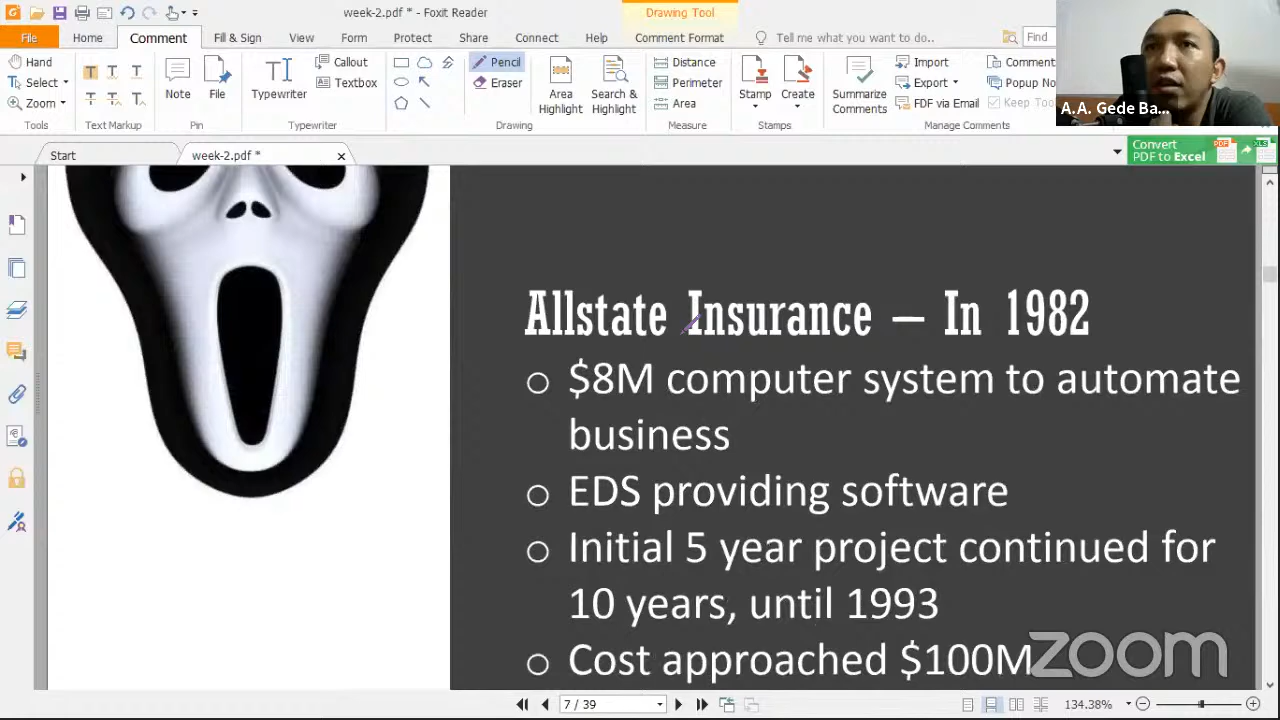 week-2.pdf * - Foxit Reader
Drawing Tool
File Home Comment Fill & Sign View Form Protect Share Connect Help Comment Format Tell me what you want to do.. Find
Hand
Select
Zoom
Tools
Text Markup
Note
File
Pin
Typewriter
Callout
Textbox
Typewriter
Pencil
Eraser
Area Highlight
Search & Highlight
Drawing
Distance
Perimeter
Area
Measure
Stamp
Create
Stamps
Summarize Comments
Import
Export
FDF via Email
Comment
Popup Notes
Keep Tool
Manage Comments
A.A. Gede Ba...
Start
week-2.pdf *
Convert
PDF to Excel
Allstate Insurance – In 1982
$8M computer system to automate
business
EDS providing software
Initial 5 year project continued for
10 years, until 1993
Cost approached $100M
zoom
7 / 39
134.38%